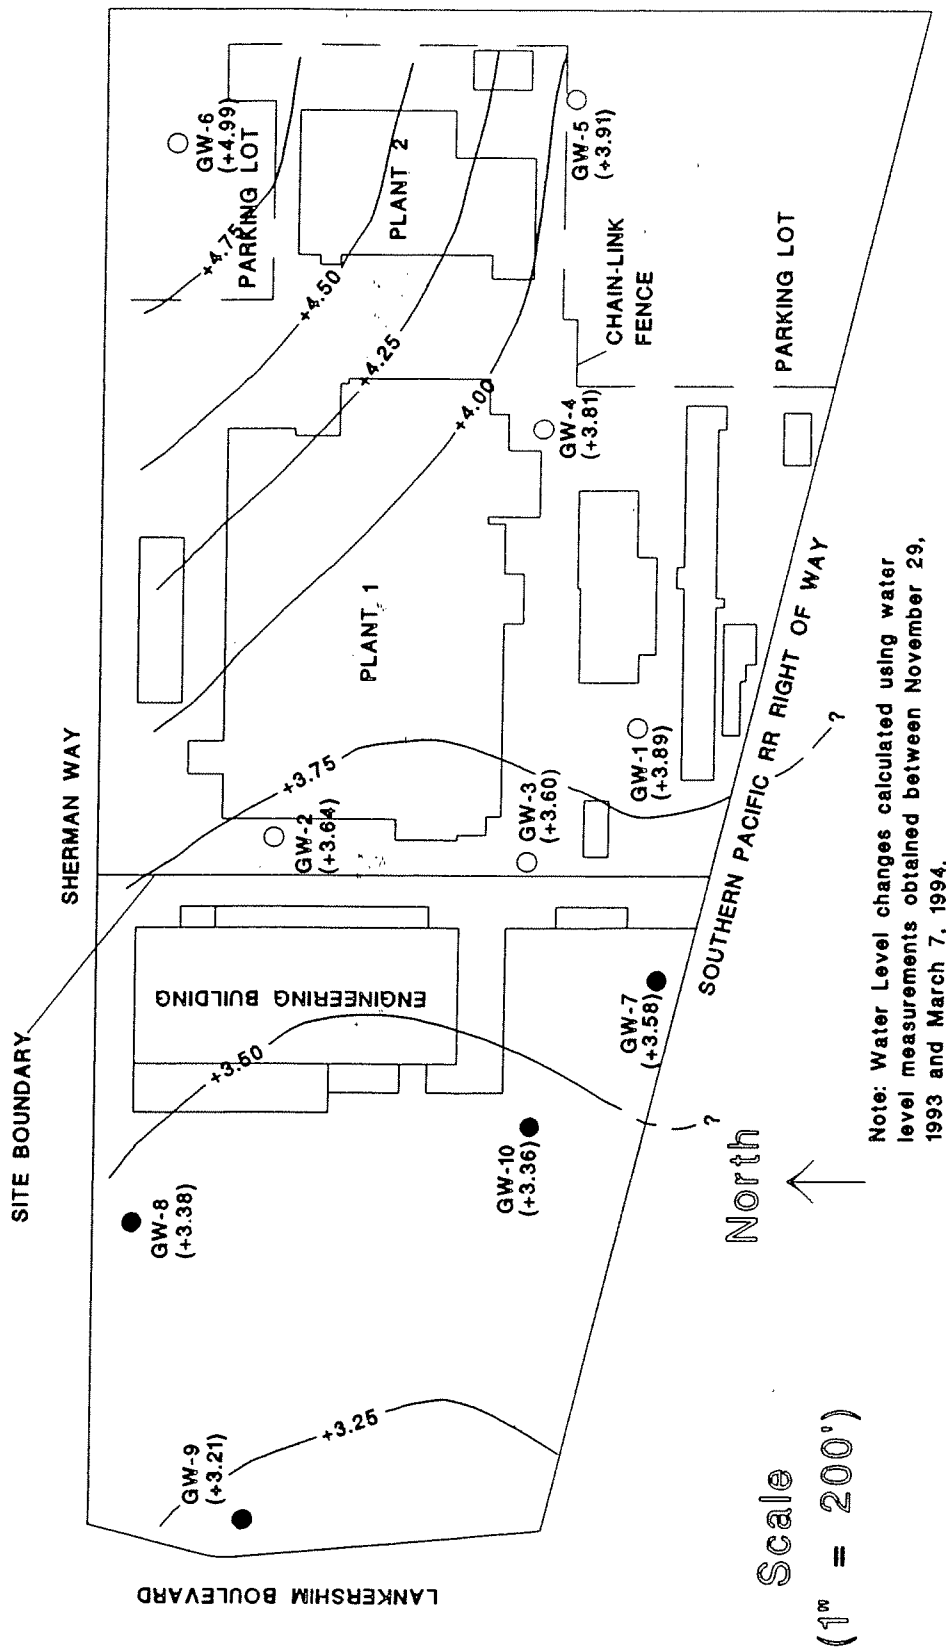 SHERMAN WAY
SITE BOUNDARY
LANKERSHIM BOULEVARD
GW-6
(+4.99)
PARKING LOT
+4.75
+4.50
+4.25
+4.00
+3.75
+3.50
+3.25
PLANT 2
GW-5
(+3.91)
CHAIN-LINK
FENCE
PARKING LOT
GW-4
(+3.81)
PLANT 1
GW-2
(+3.64)
GW-3
(+3.60)
GW-1
(+3.89)
?
SOUTHERN PACIFIC RR RIGHT OF WAY
ENGINEERING BUILDING
GW-7
(+3.58)
?
GW-8
(+3.38)
GW-10
(+3.36)
GW-9
(+3.21)
North
Scale
(1" = 200')
Note: Water Level changes calculated using water
level measurements obtained between November 29,
1993 and March 7, 1994.